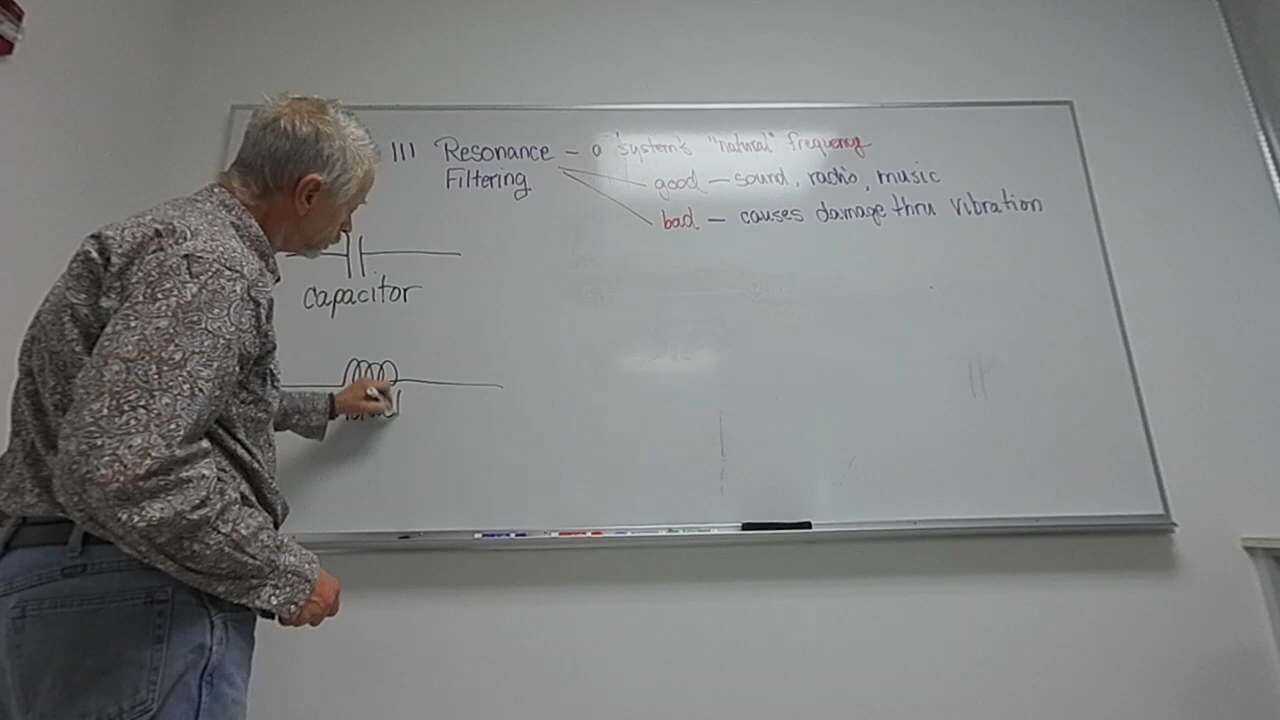 III Resonance – a system's "natural" frequency
Filtering
good – sound, radio, music
bad – causes damage thru vibration
capacitor